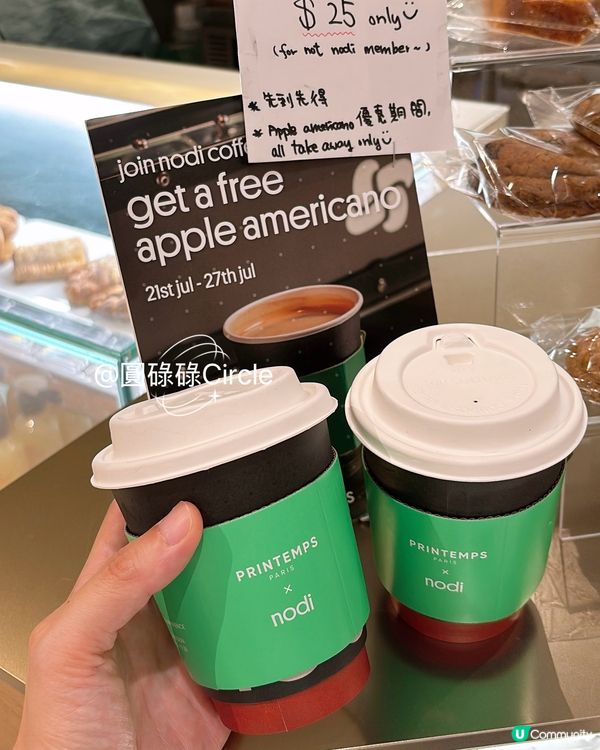 $25 only
(for not nodi member~)
* 先到先得
* Apple americano 優惠期間,
all take away only
join nodi coff
get a free
apple americano
21st jul - 27th jul
@圓碌碌Circle
PRINTEMPS
PARIS
x
nodi
PRINTEMPS
PARIS
x
nodi
U Community